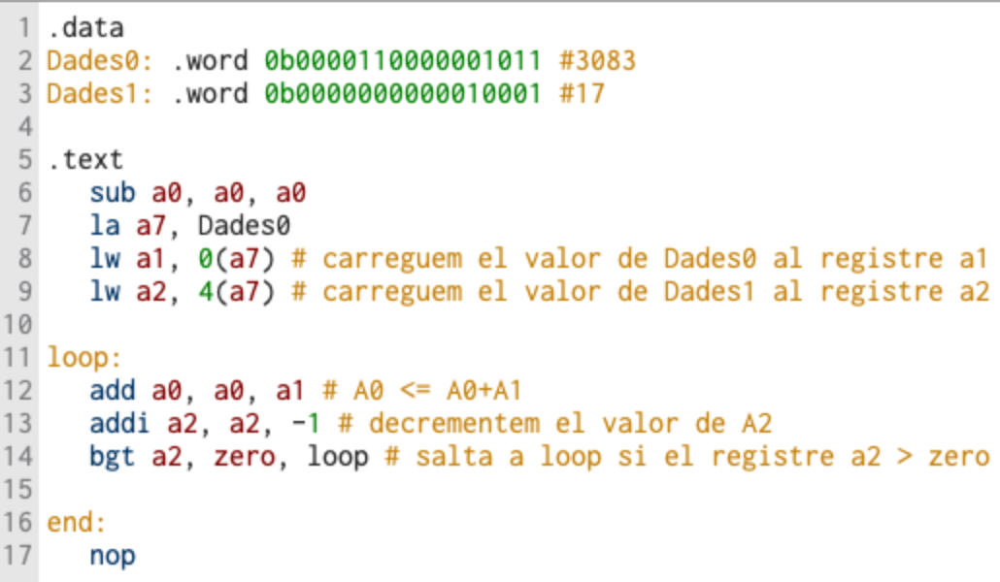 1 .data
2 Dades0: .word 0b0000110000001011 #3083
3 Dades1: .word 0b0000000000010001 #17
4
5 .text
6 sub a0, a0, a0
7 la a7, Dades0
8 lw a1, 0(a7) # carreguem el valor de Dades0 al registre a1
9 lw a2, 4(a7) # carreguem el valor de Dades1 al registre a2
10
11 loop:
12 add a0, a0, a1 # A0 <= A0+A1
13 addi a2, a2, -1 # decrementem el valor de A2
14 bgt a2, zero, loop # salta a loop si el registre a2 > zero
15
16 end:
17 nop